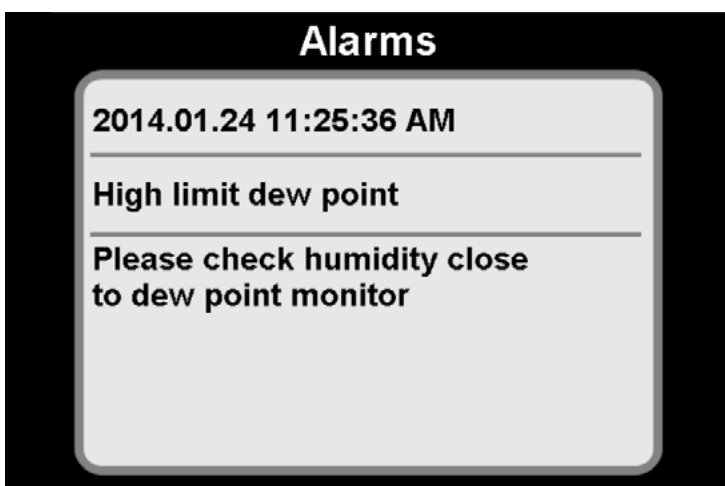 Alarms
2014.01.24 11:25:36 AM
High limit dew point
Please check humidity close
to dew point monitor